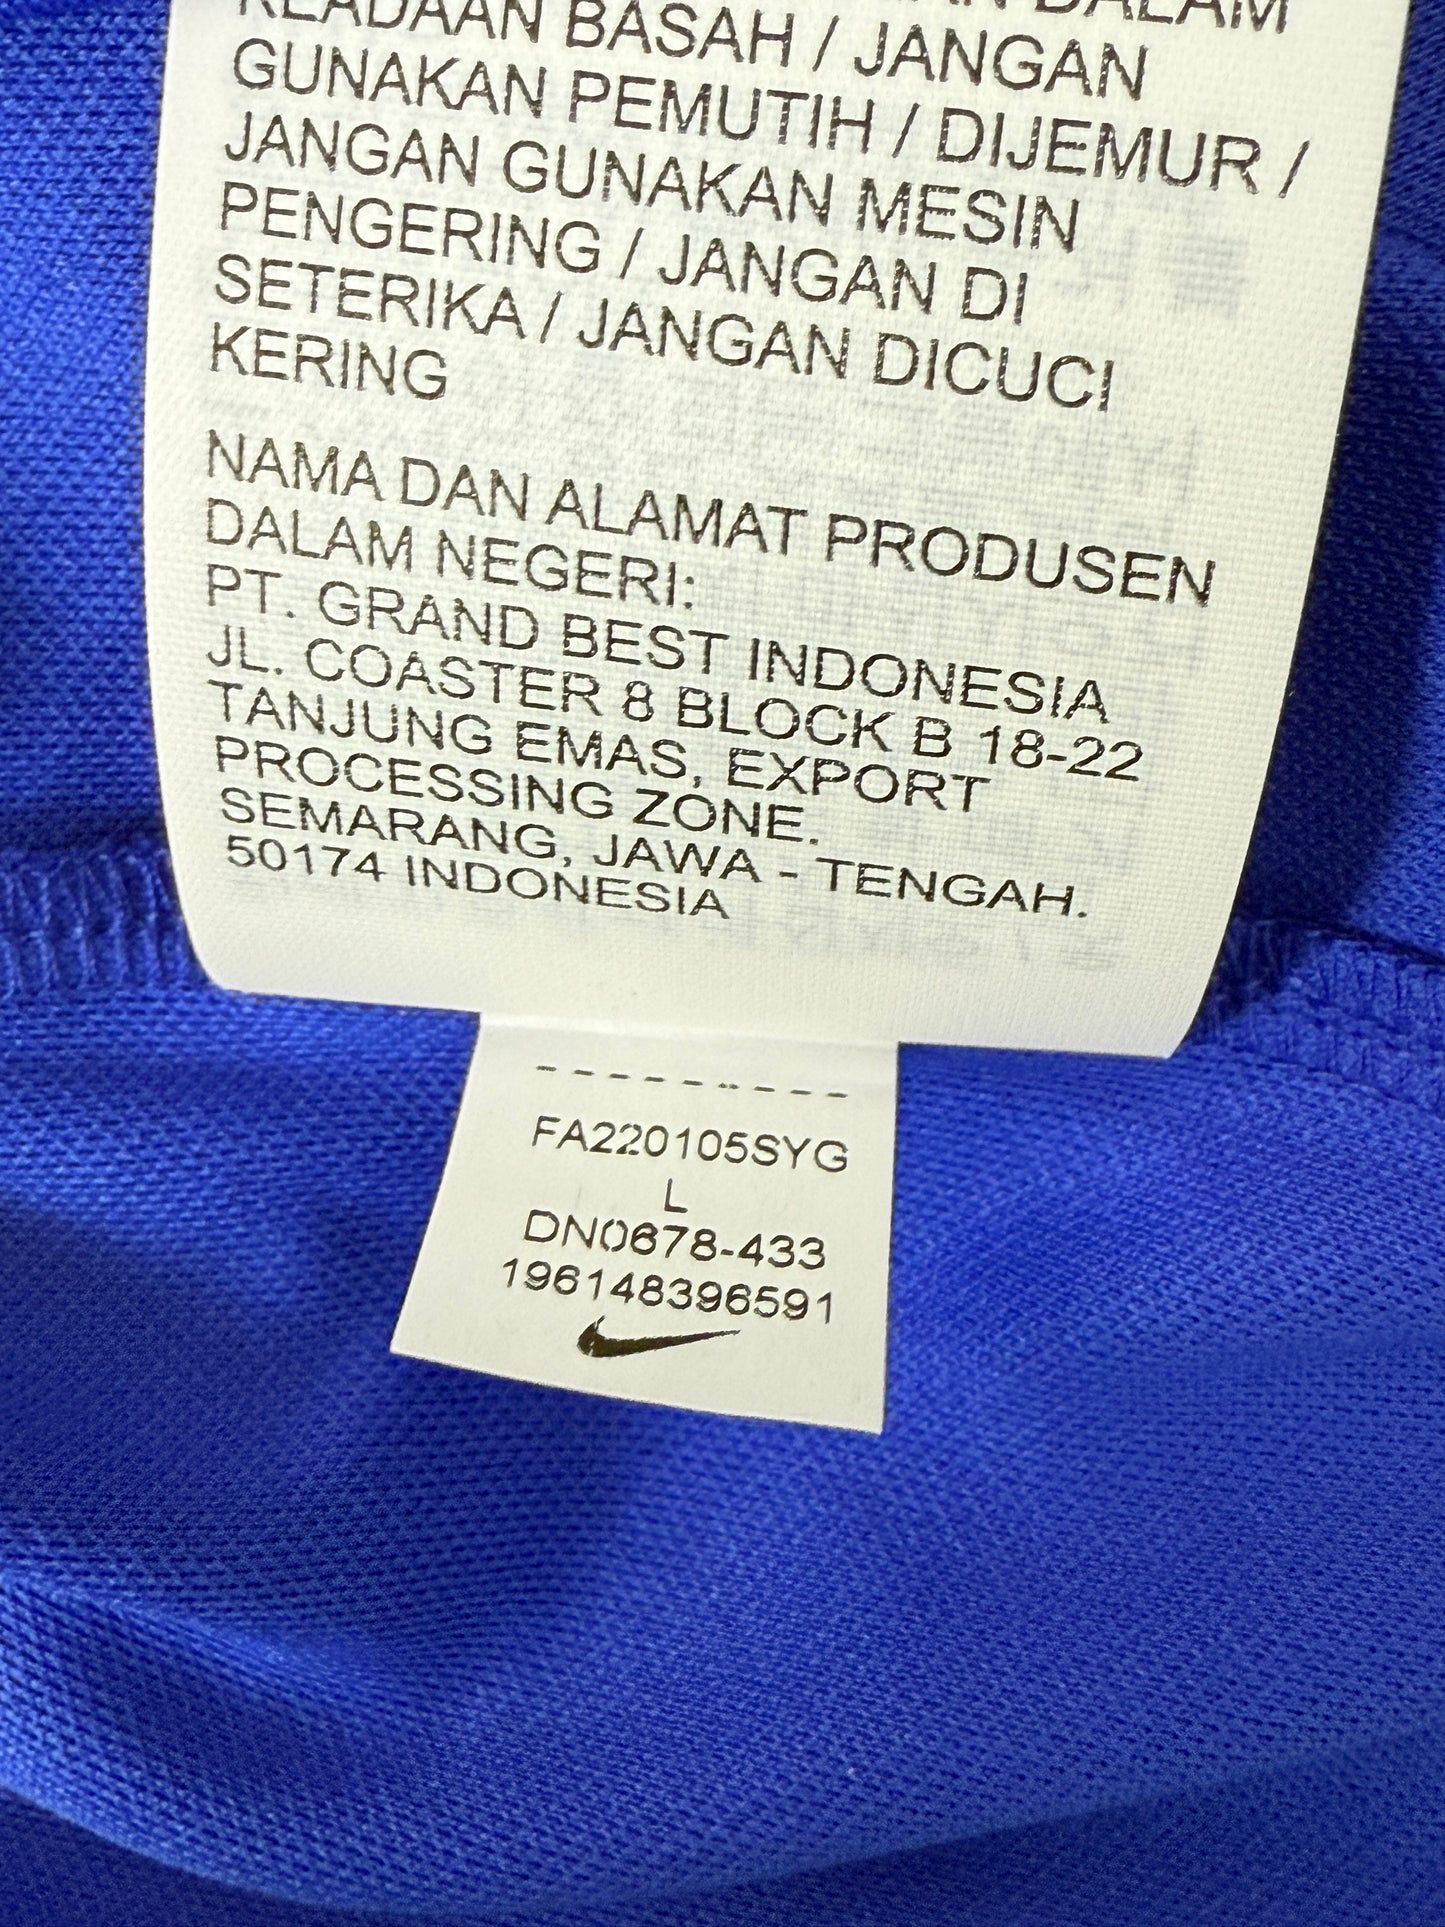 DALAM
KEADAAN BASAH / JANGAN
GUNAKAN PEMUTIH / DIJEMUR /
JANGAN GUNAKAN MESIN
PENGERING / JANGAN DI
SETERIKA / JANGAN DICUCI
KERING
NAMA DAN ALAMAT PRODUSEN
DALAM NEGERI:
PT. GRAND BEST INDONESIA
JL. COASTER 8 BLOCK B 18-22
TANJUNG EMAS, EXPORT
PROCESSING ZONE.
SEMARANG, JAWA - TENGAH.
50174 INDONESIA
FA220105SYG
L
DN0678-433
196148396591